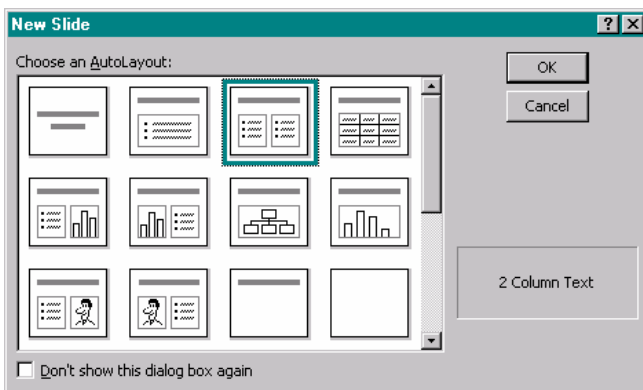 New Slide
Choose an AutoLayout:
OK
Cancel
2 Column Text
Don't show this dialog box again